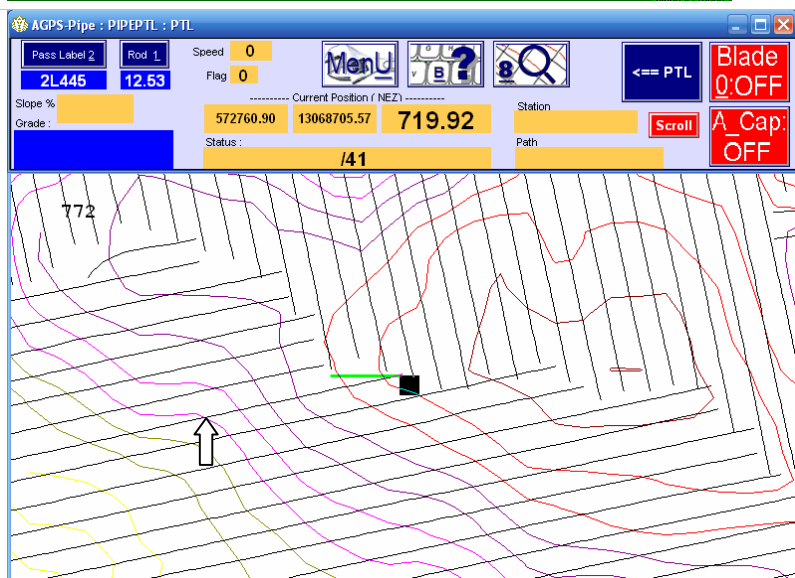 AGPS-Pipe : PIPEPTL : PTL
Pass Label 2
Rod 1
Speed
0
Flag
0
MenU
B ?
8
<== PTL
Blade
0:OFF
2L445
12.53
Slope %
Grade :
---------- Current Position ( NEZ) ----------
572760.90
13068705.57
719.92
Station
Scroll
A_Cap:
OFF
Status :
/41
Path
772